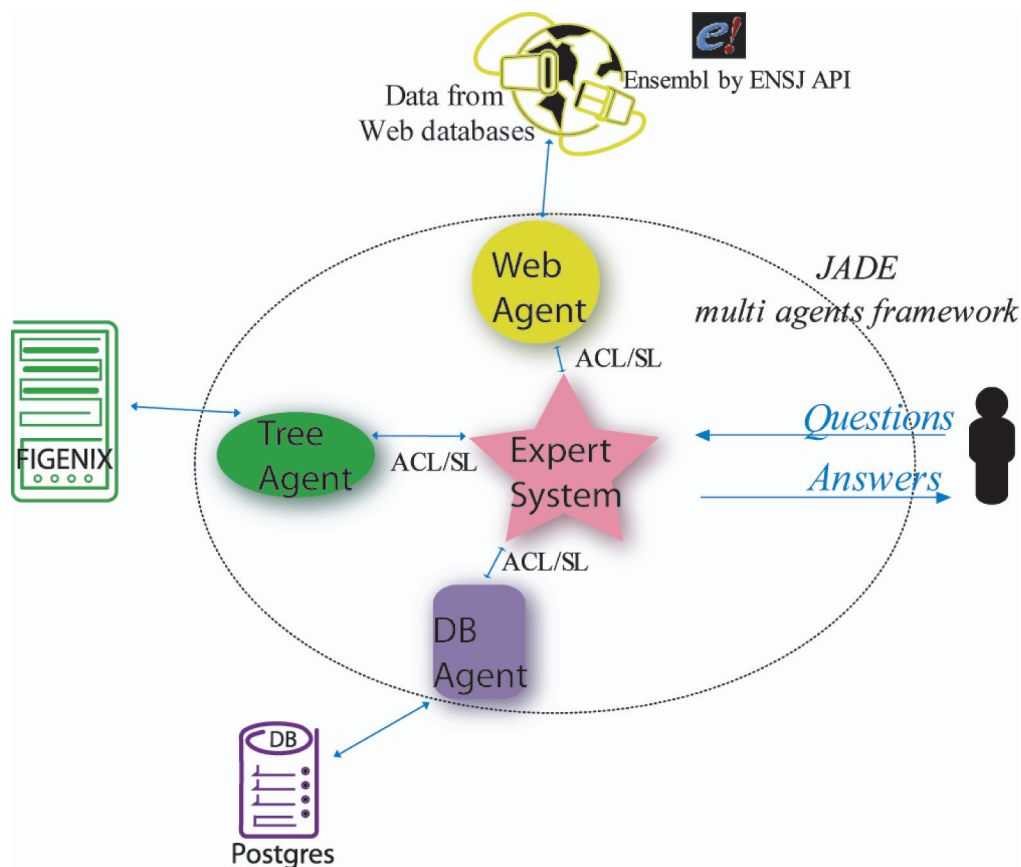 e!
Ensembl by ENSJ API
Data from
Web databases
Web
Agent
JADE
multi agents framework
ACL/SL
FIGENIX
Tree
Agent
ACL/SL
Expert
System
Questions
Answers
ACL/SL
DB
Agent
DB
Postgres